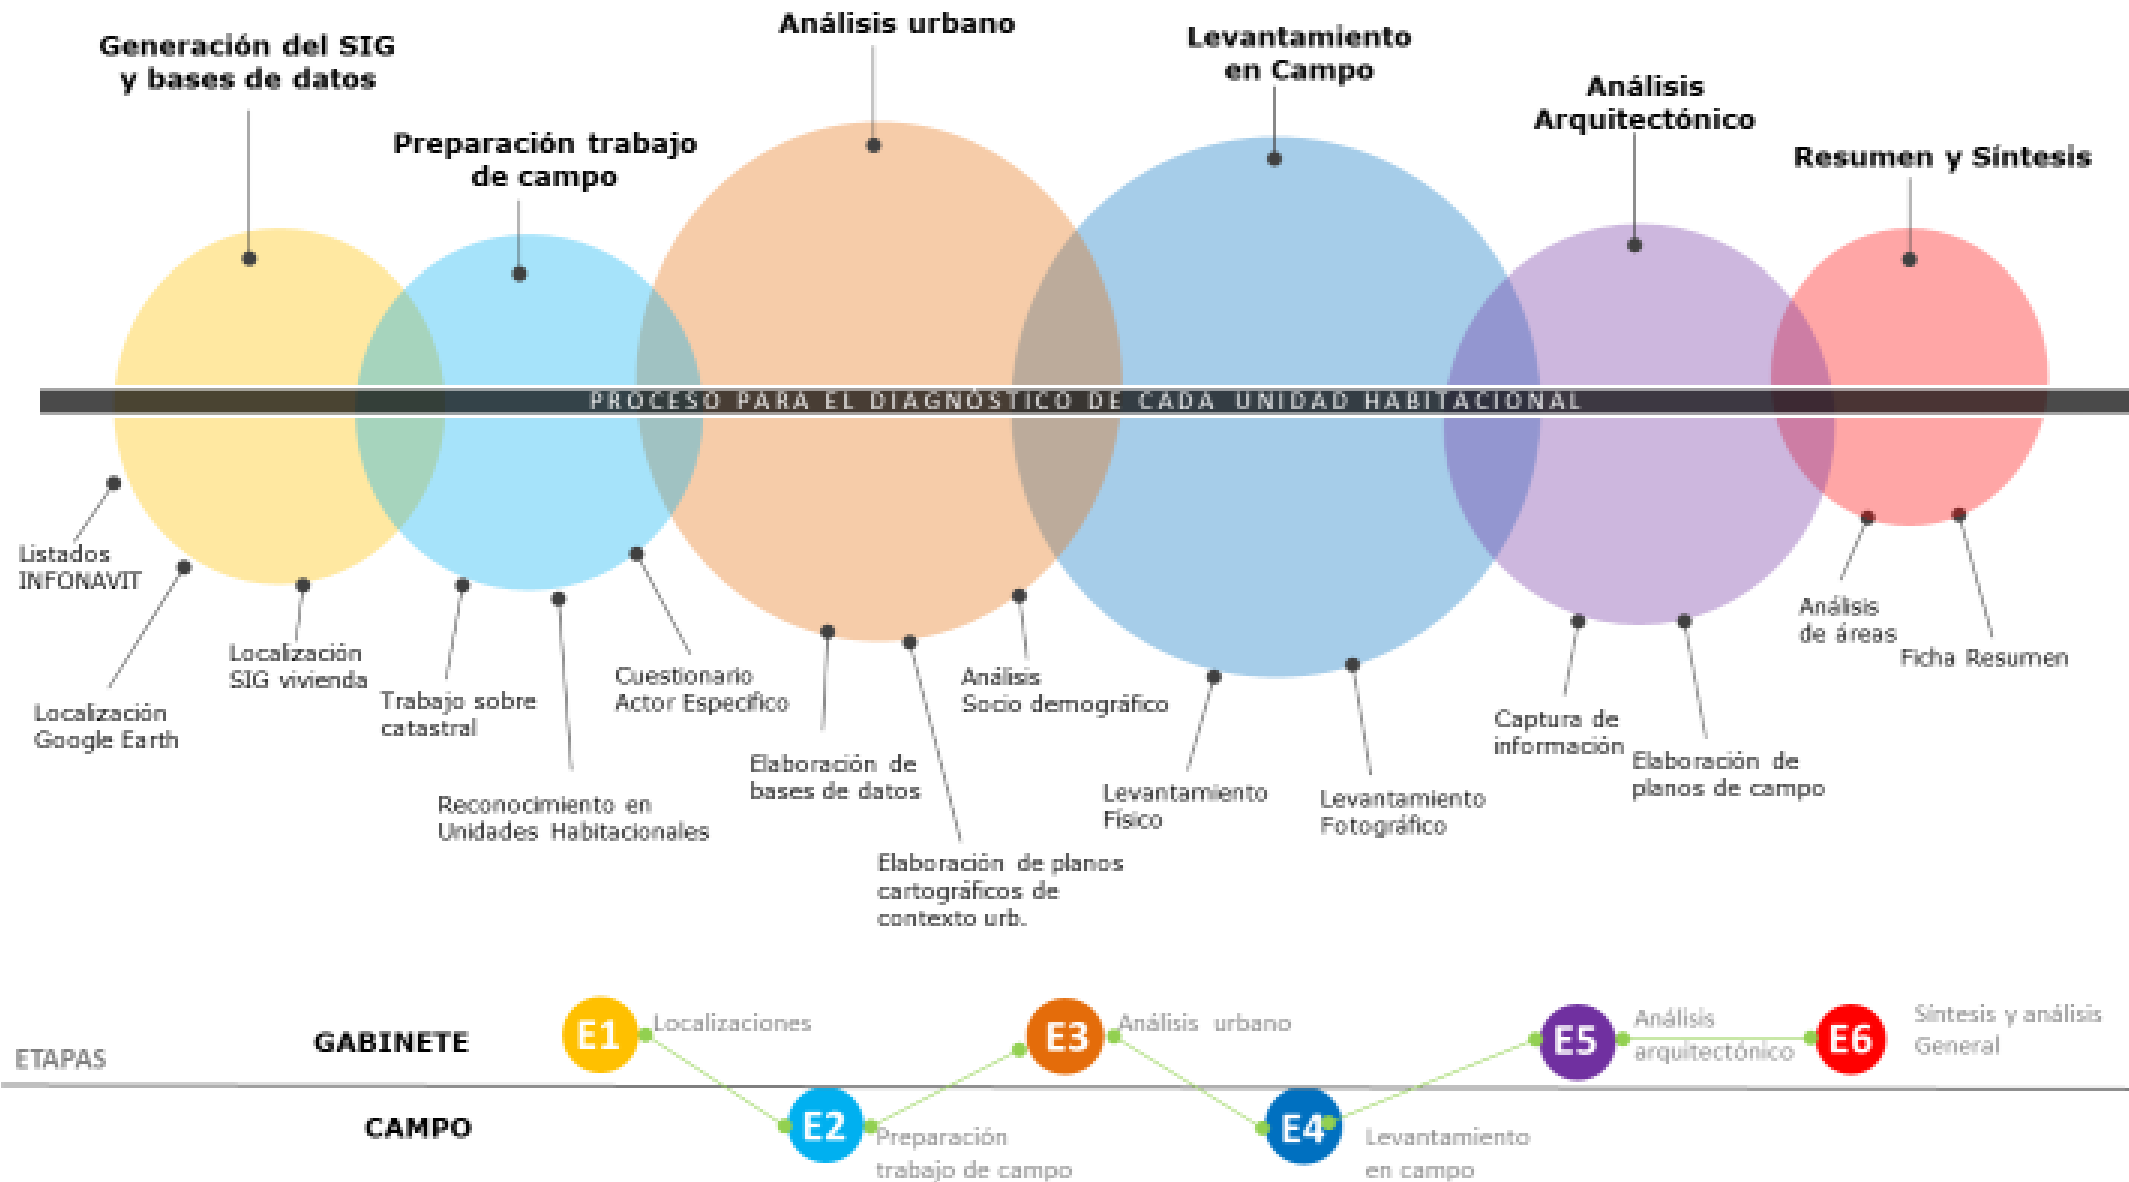 Generación del SIG
y bases de datos
Preparación trabajo
de campo
Análisis urbano
Levantamiento
en Campo
Análisis
Arquitectónico
Resumen y Síntesis
PROCESO PARA EL DIAGNÓSTICO DE CADA UNIDAD HABITACIONAL
Listados
INFONAVIT
Localización
Google Earth
Localización
SIG vivienda
Trabajo sobre
catastral
Reconocimiento en
Unidades Habitacionales
Cuestionario
Actor Específico
Elaboración de
bases de datos
Elaboración de planos
cartográficos de
contexto urb.
Análisis
Socio demográfico
Levantamiento
Físico
Levantamiento
Fotográfico
Captura de
información
Elaboración de
planos de campo
Análisis
de áreas
Ficha Resumen
ETAPAS
GABINETE
E1
Localizaciones
E3
Análisis urbano
E5
Análisis
arquitectónico
E6
Síntesis y análisis
General
CAMPO
E2
Preparación
trabajo de campo
E4
Levantamiento
en campo